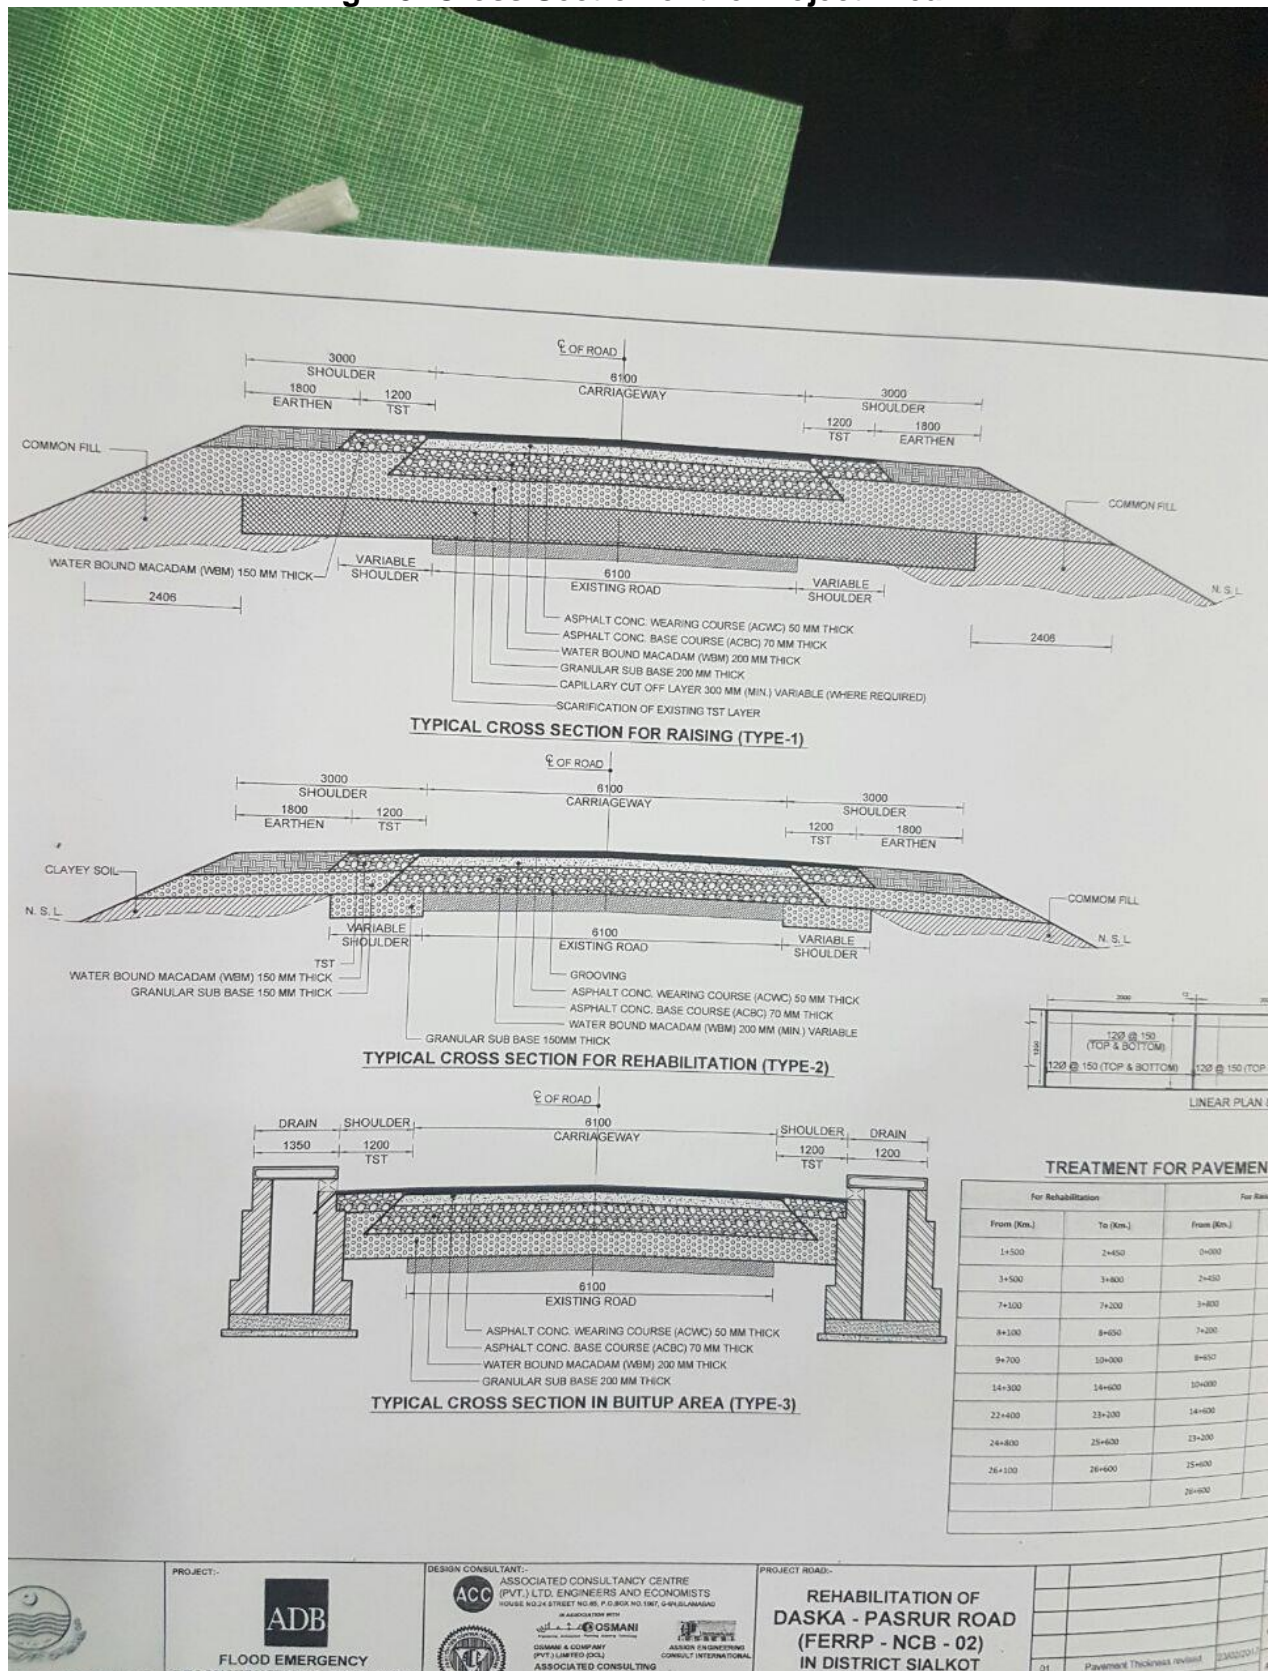 ℄ OF ROAD
3000
SHOULDER
6100
CARRIAGEWAY
3000
SHOULDER
1800
EARTHEN
1200
TST
1200
TST
1800
EARTHEN
COMMON FILL
COMMON FILL
WATER BOUND MACADAM (WBM) 150 MM THICK
VARIABLE
SHOULDER
6100
EXISTING ROAD
VARIABLE
SHOULDER
N. S. L.
2406
2406
ASPHALT CONC. WEARING COURSE (ACWC) 50 MM THICK
ASPHALT CONC. BASE COURSE (ACBC) 70 MM THICK
WATER BOUND MACADAM (WBM) 200 MM THICK
GRANULAR SUB BASE 200 MM THICK
CAPILLARY CUT OFF LAYER 300 MM (MIN.) VARIABLE (WHERE REQUIRED)
SCARIFICATION OF EXISTING TST LAYER
TYPICAL CROSS SECTION FOR RAISING (TYPE-1)
℄ OF ROAD
3000
SHOULDER
6100
CARRIAGEWAY
3000
SHOULDER
1800
EARTHEN
1200
TST
1200
TST
1800
EARTHEN
CLAYEY SOIL
COMMOM FILL
N. S. L.
N. S. L.
VARIABLE
SHOULDER
6100
EXISTING ROAD
VARIABLE
SHOULDER
TST
WATER BOUND MACADAM (WBM) 150 MM THICK
GRANULAR SUB BASE 150 MM THICK
GROOVING
ASPHALT CONC. WEARING COURSE (ACWC) 50 MM THICK
ASPHALT CONC. BASE COURSE (ACBC) 70 MM THICK
WATER BOUND MACADAM (WBM) 200 MM (MIN.) VARIABLE
GRANULAR SUB BASE 150MM THICK
TYPICAL CROSS SECTION FOR REHABILITATION (TYPE-2)
12Ø @ 150
(TOP & BOTTOM)
12Ø @ 150 (TOP & BOTTOM)
12Ø @ 150 (TOP
LINEAR PLAN
℄ OF ROAD
DRAIN
SHOULDER
6100
CARRIAGEWAY
SHOULDER
DRAIN
1350
1200
TST
1200
TST
1200
6100
EXISTING ROAD
ASPHALT CONC. WEARING COURSE (ACWC) 50 MM THICK
ASPHALT CONC. BASE COURSE (ACBC) 70 MM THICK
WATER BOUND MACADAM (WBM) 200 MM THICK
GRANULAR SUB BASE 200 MM THICK
TYPICAL CROSS SECTION IN BUITUP AREA (TYPE-3)
TREATMENT FOR PAVEMEN
For Rehabilitation For
From (Km.) To (Km.) From (Km.)
1+500 2+450 0+000
3+500 3+800 2+450
7+100 7+200 3+800
8+100 8+650 7+200
9+700 10+000 8+650
14+300 14+600 10+000
22+400 23+200 14+600
24+800 25+600 23+200
26+100 26+600 25+600
26+600
PROJECT:-
ADB
FLOOD EMERGENCY
DESIGN CONSULTANT:-
ACC
ASSOCIATED CONSULTANCY CENTRE
(PVT.) LTD. ENGINEERS AND ECONOMISTS
IN ASSOCIATION WITH
OSMANI
OSMANI & COMPANY
(PVT.) LIMITED (OCL)
ASSIGN ENGINEERING
CONSULT INTERNATIONAL
ASSOCIATED CONSULTING
PROJECT ROAD:-
REHABILITATION OF
DASKA - PASRUR ROAD
(FERRP - NCB - 02)
IN DISTRICT SIALKOT
01 Pavement Thickness revised